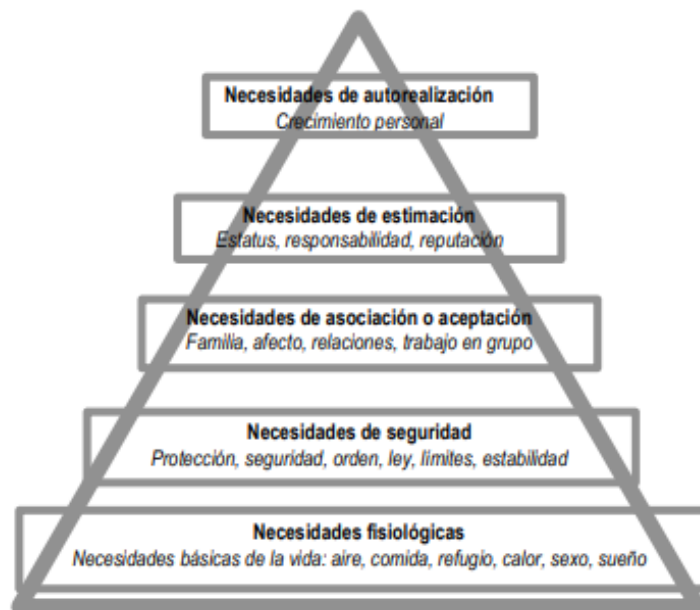 Necesidades de autorealización
Crecimiento personal
Necesidades de estimación
Estatus, responsabilidad, reputación
Necesidades de asociación o aceptación
Familia, afecto, relaciones, trabajo en grupo
Necesidades de seguridad
Protección, seguridad, orden, ley, límites, estabilidad
Necesidades fisiológicas
Necesidades básicas de la vida: aire, comida, refugio, calor, sexo, sueño